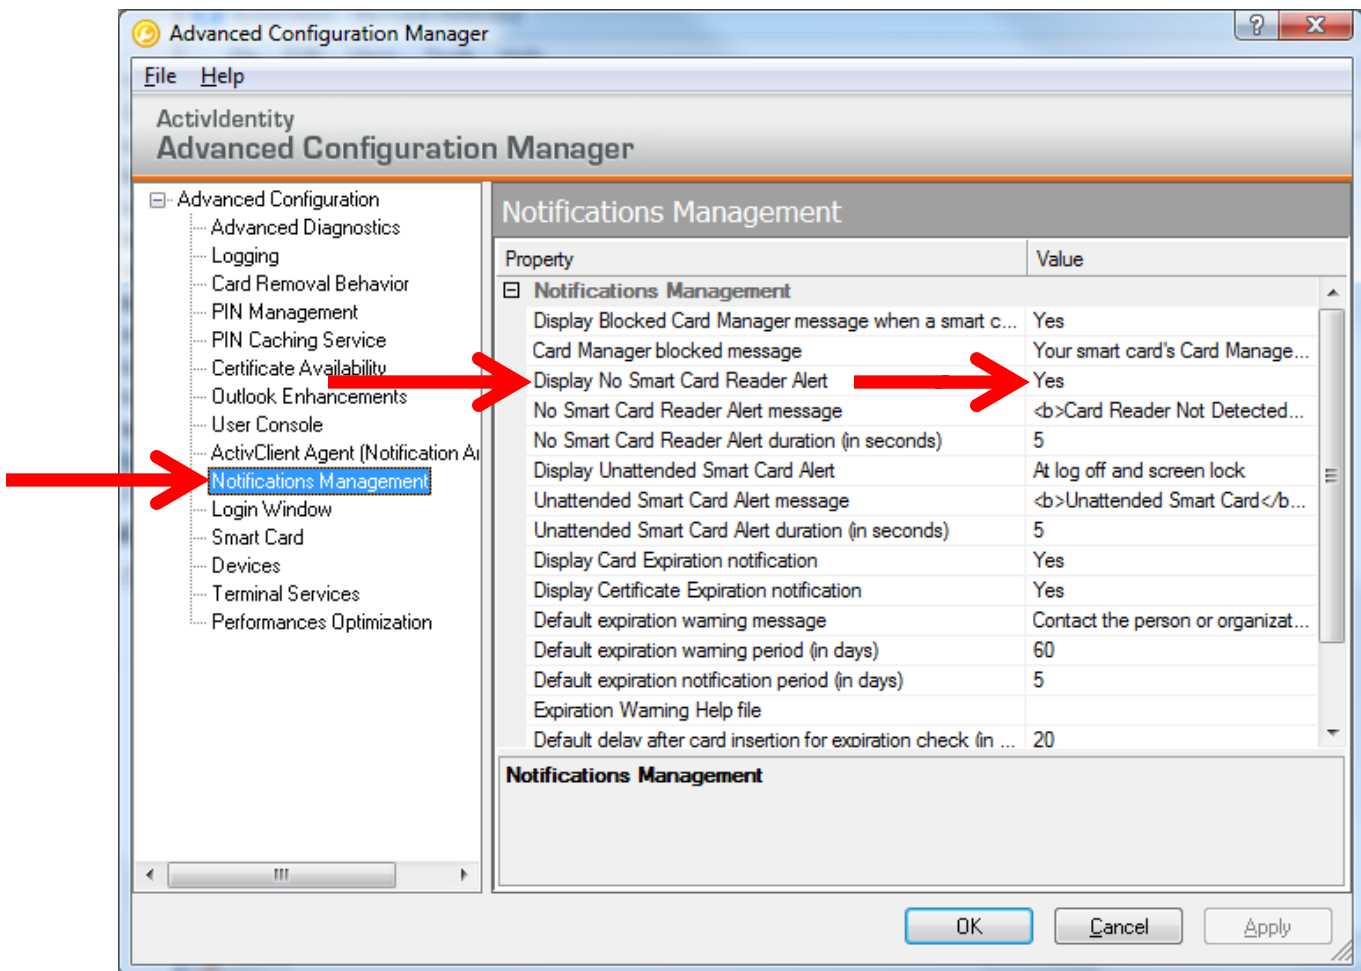 Advanced Configuration Manager
File Help
ActivIdentity
Advanced Configuration Manager
Advanced Configuration
Advanced Diagnostics
Logging
Card Removal Behavior
PIN Management
PIN Caching Service
Certificate Availability
Outlook Enhancements
User Console
ActivClient Agent (Notification Ar
Notifications Management
Login Window
Smart Card
Devices
Terminal Services
Performances Optimization
Notifications Management
Property Value
Notifications Management
Display Blocked Card Manager message when a smart c... Yes
Card Manager blocked message Your smart card's Card Manage...
Display No Smart Card Reader Alert Yes
No Smart Card Reader Alert message <b>Card Reader Not Detected...
No Smart Card Reader Alert duration (in seconds) 5
Display Unattended Smart Card Alert At log off and screen lock
Unattended Smart Card Alert message <b>Unattended Smart Card</b...
Unattended Smart Card Alert duration (in seconds) 5
Display Card Expiration notification Yes
Display Certificate Expiration notification Yes
Default expiration warning message Contact the person or organizat...
Default expiration warning period (in days) 60
Default expiration notification period (in days) 5
Expiration Warning Help file
Default delay after card insertion for expiration check (in ... 20
Notifications Management
OK Cancel Apply